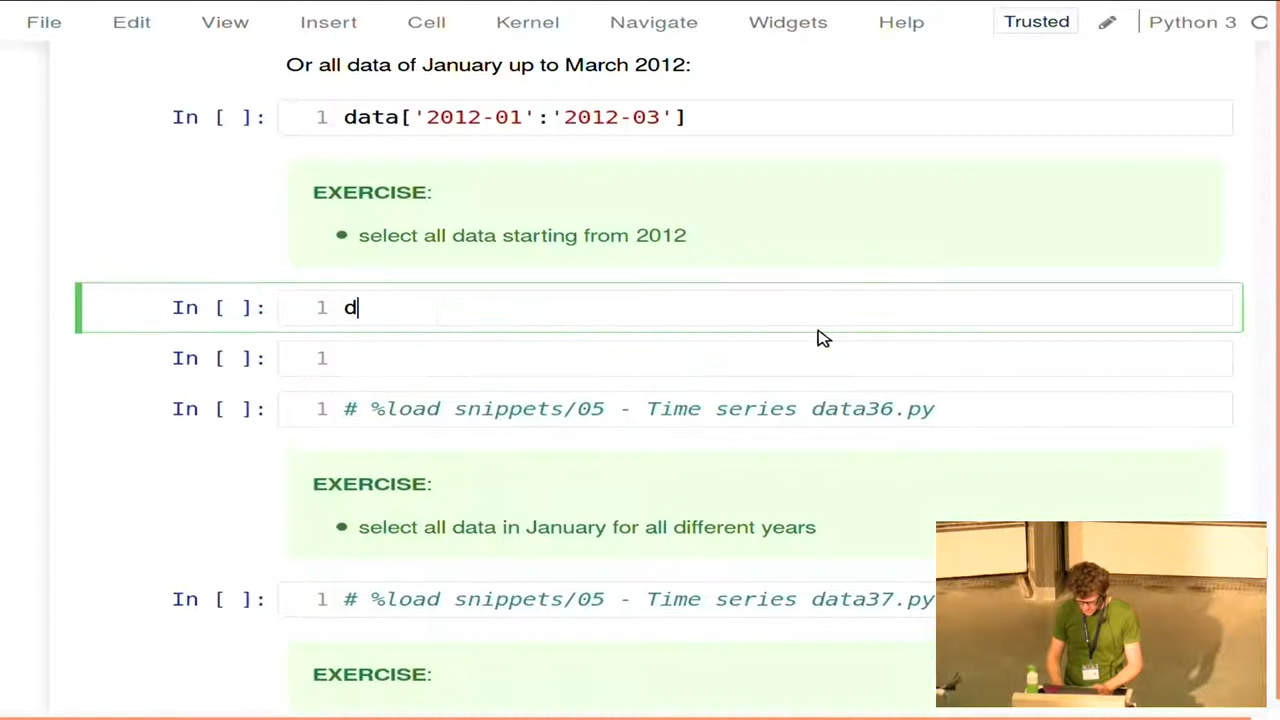 File Edit View Insert Cell Kernel Navigate Widgets Help Trusted Python 3
Or all data of January up to March 2012:
In [ ]: 1 data['2012-01':'2012-03']
EXERCISE:
• select all data starting from 2012
In [ ]: 1 d
In [ ]: 1
In [ ]: 1 # %load snippets/05 - Time series data36.py
EXERCISE:
• select all data in January for all different years
In [ ]: 1 # %load snippets/05 - Time series data37.py
EXERCISE: